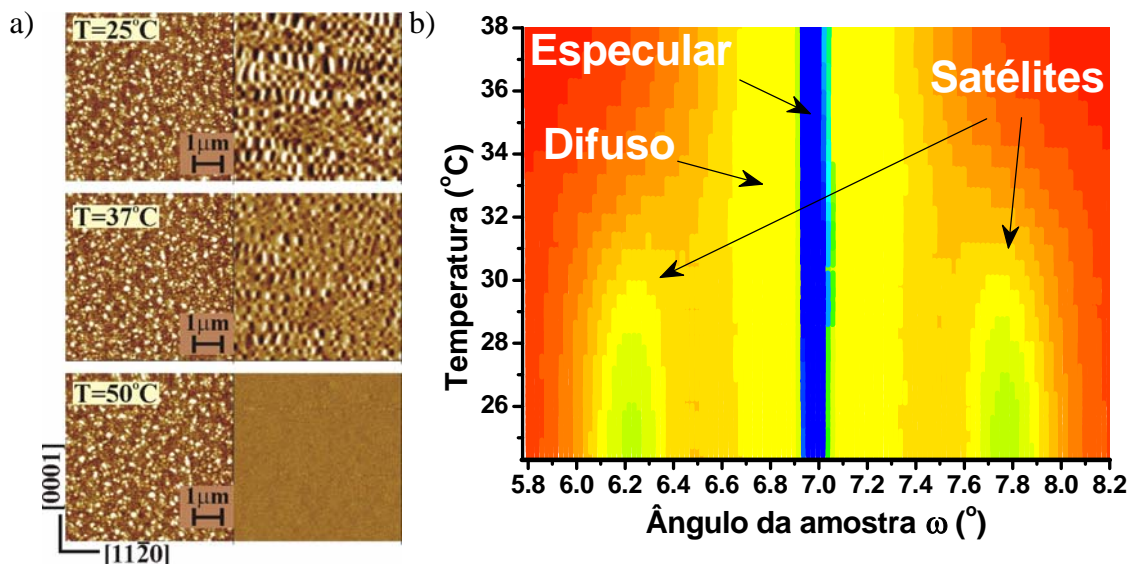 a)
T=25°C
1μm
T=37°C
1μm
T=50°C
1μm
[0001]
[112̄0]
b)
Especular
Satélites
Difuso
Temperatura (°C)
38
36
34
32
30
28
26
5.8 6.0 6.2 6.4 6.6 6.8 7.0 7.2 7.4 7.6 7.8 8.0 8.2
Ângulo da amostra ω (°)